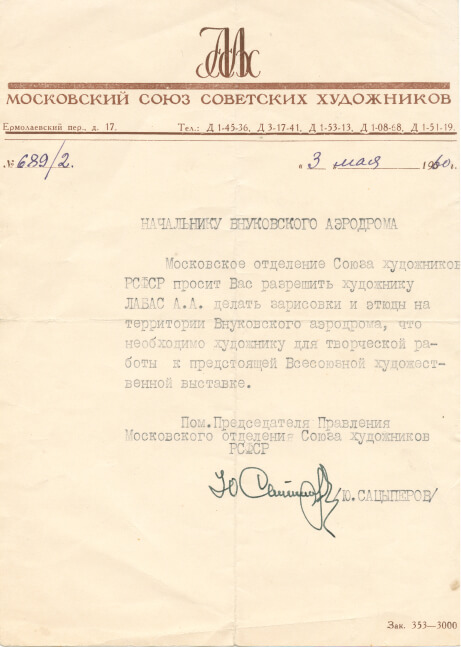 МСХ
МОСКОВСКИЙ СОЮЗ СОВЕТСКИХ ХУДОЖНИКОВ
Ермолаевский пер., д. 17. Тел.: Д 1-45-36, Д 3-17-41, Д 1-53-13, Д 1-08-68, Д 1-51-19.
№ 689/2. „ 3 мая 1960 г.
НАЧАЛЬНИКУ ВНУКОВСКОГО АЭРОДРОМА
Московское отделение Союза художников
РСФСР просит Вас разрешить художнику
ЛАБАС А.А. делать зарисовки и этюды на
территории Внуковского аэродрома, что
необходимо художнику для творческой ра-
боты к предстоящей Всесоюзной художест-
венной выставке.
Пом.Председателя Правления
Московского отделения Союза художников
РСФСР
/Ю.САЦЫПЕРОВ/
Зак. 353—3000